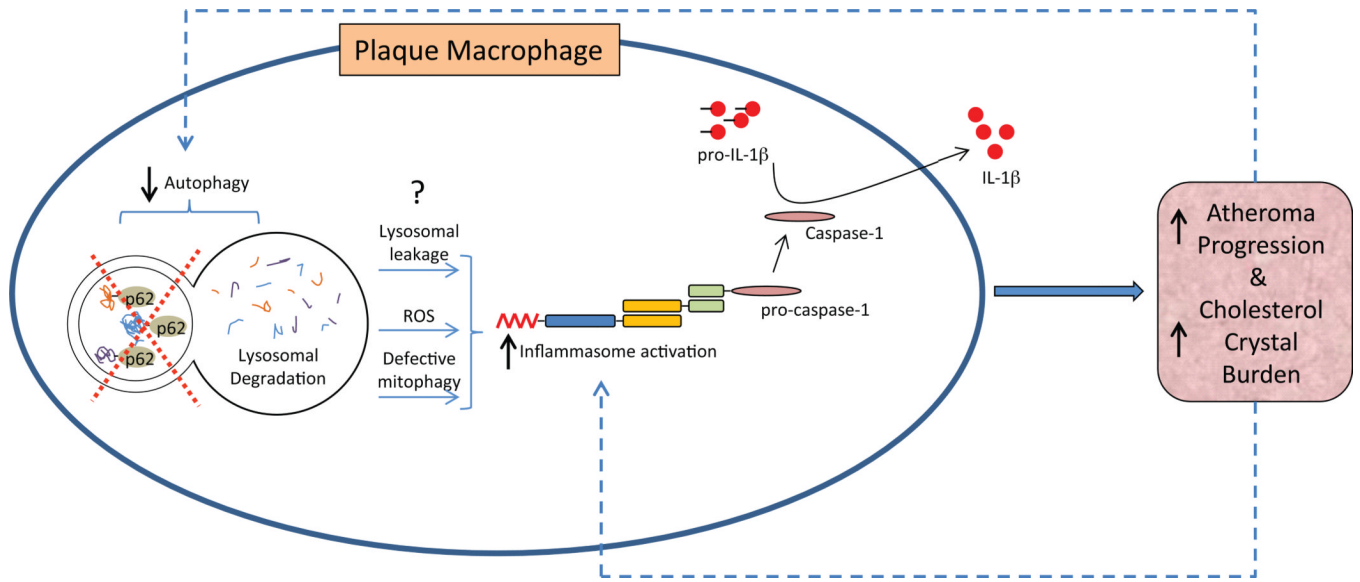 Plaque Macrophage
pro-IL-1β
IL-1β
Autophagy
?
Lysosomal
leakage
ROS
Defective
mitophagy
p62
p62
p62
Lysosomal
Degradation
Caspase-1
pro-caspase-1
Inflammasome activation
Atheroma
Progression
&
Cholesterol
Crystal
Burden